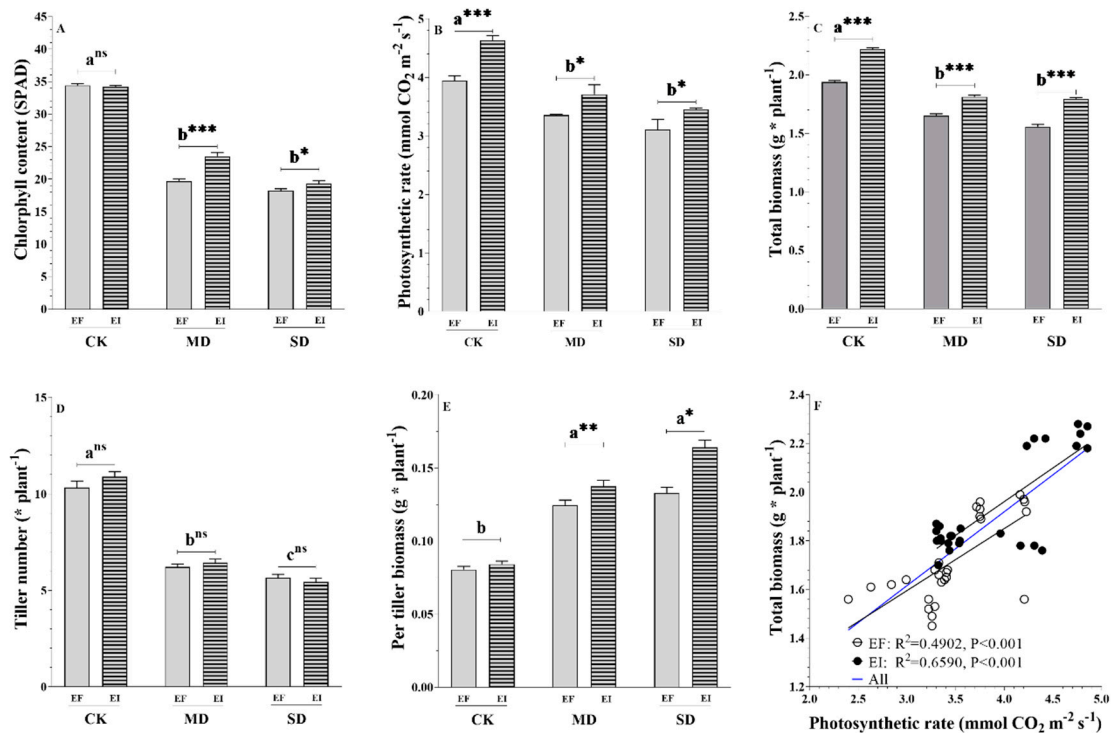 A
Chlorphyll content (SPAD)
45
40
35
30
25
20
15
10
5
0
a^ns
b***
b*
EF EI EF EI EF EI
CK MD SD
B
Photosynthetic rate (mmol CO2 m-2 s-1)
5
4
3
2
1
0
a***
b*
b*
EF EI EF EI EF EI
CK MD SD
C
Total biomass (g * plant-1)
2.5
2.0
1.5
1.0
0.5
0.0
a***
b***
b***
EF EI EF EI EF EI
CK MD SD
D
Tiller number (* plant-1)
15
10
5
0
a^ns
b^ns
c^ns
EF EI EF EI EF EI
CK MD SD
E
Per tiller biomass (g * plant-1)
0.20
0.15
0.10
0.05
0.00
b
a**
a*
EF EI EF EI EF EI
CK MD SD
F
Total biomass (g * plant-1)
2.4
2.2
2.0
1.8
1.6
1.4
1.2
EF: R2=0.4902, P<0.001
EI: R2=0.6590, P<0.001
All
2.0 2.5 3.0 3.5 4.0 4.5 5.0
Photosynthetic rate (mmol CO2 m-2 s-1)